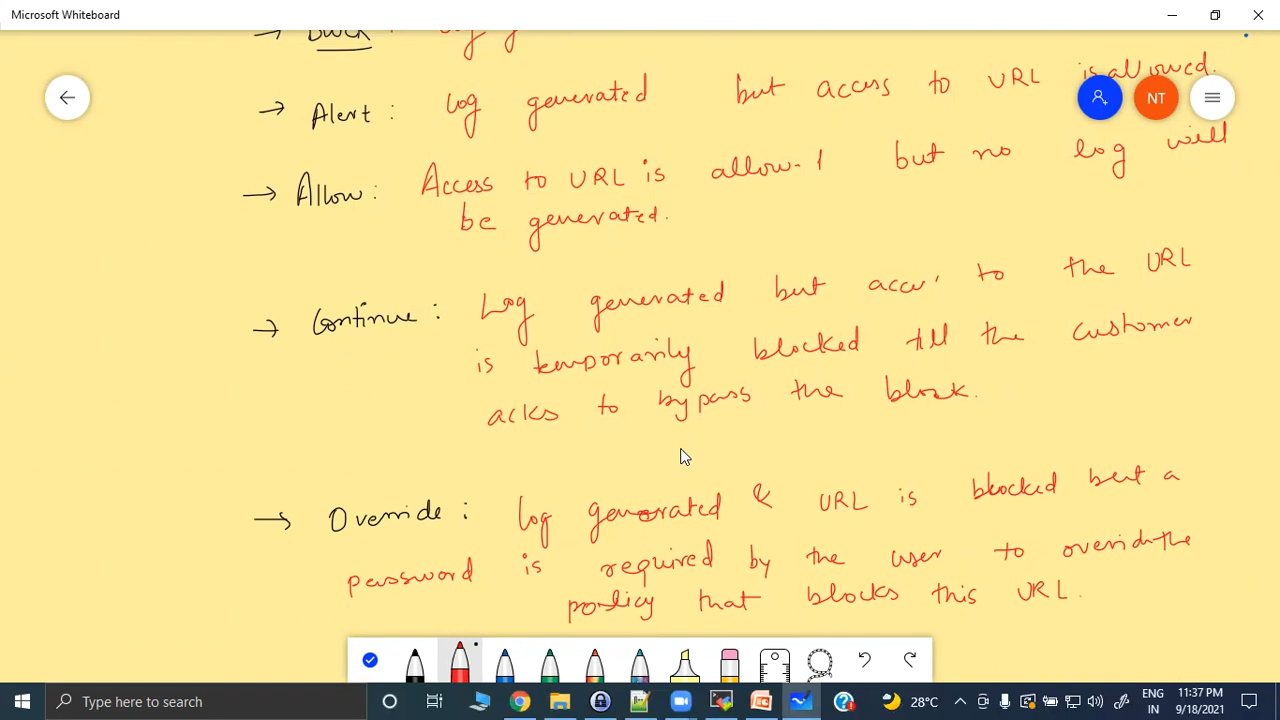 Microsoft Whiteboard
→ Block :
→ Alert : Log generated but access to URL is allowed.
NT
→ Allow : Access to URL is allow-1 but no log will
be generated.
→ Continue : Log generated but acces' to the URL
is temporarily blocked till the customer
acks to bypass the block.
→ Override : log generated & URL is blocked but a
password is required by the user to override the
policy that blocks this URL.
Type here to search
28°C
ENG
IN
11:37 PM
9/18/2021